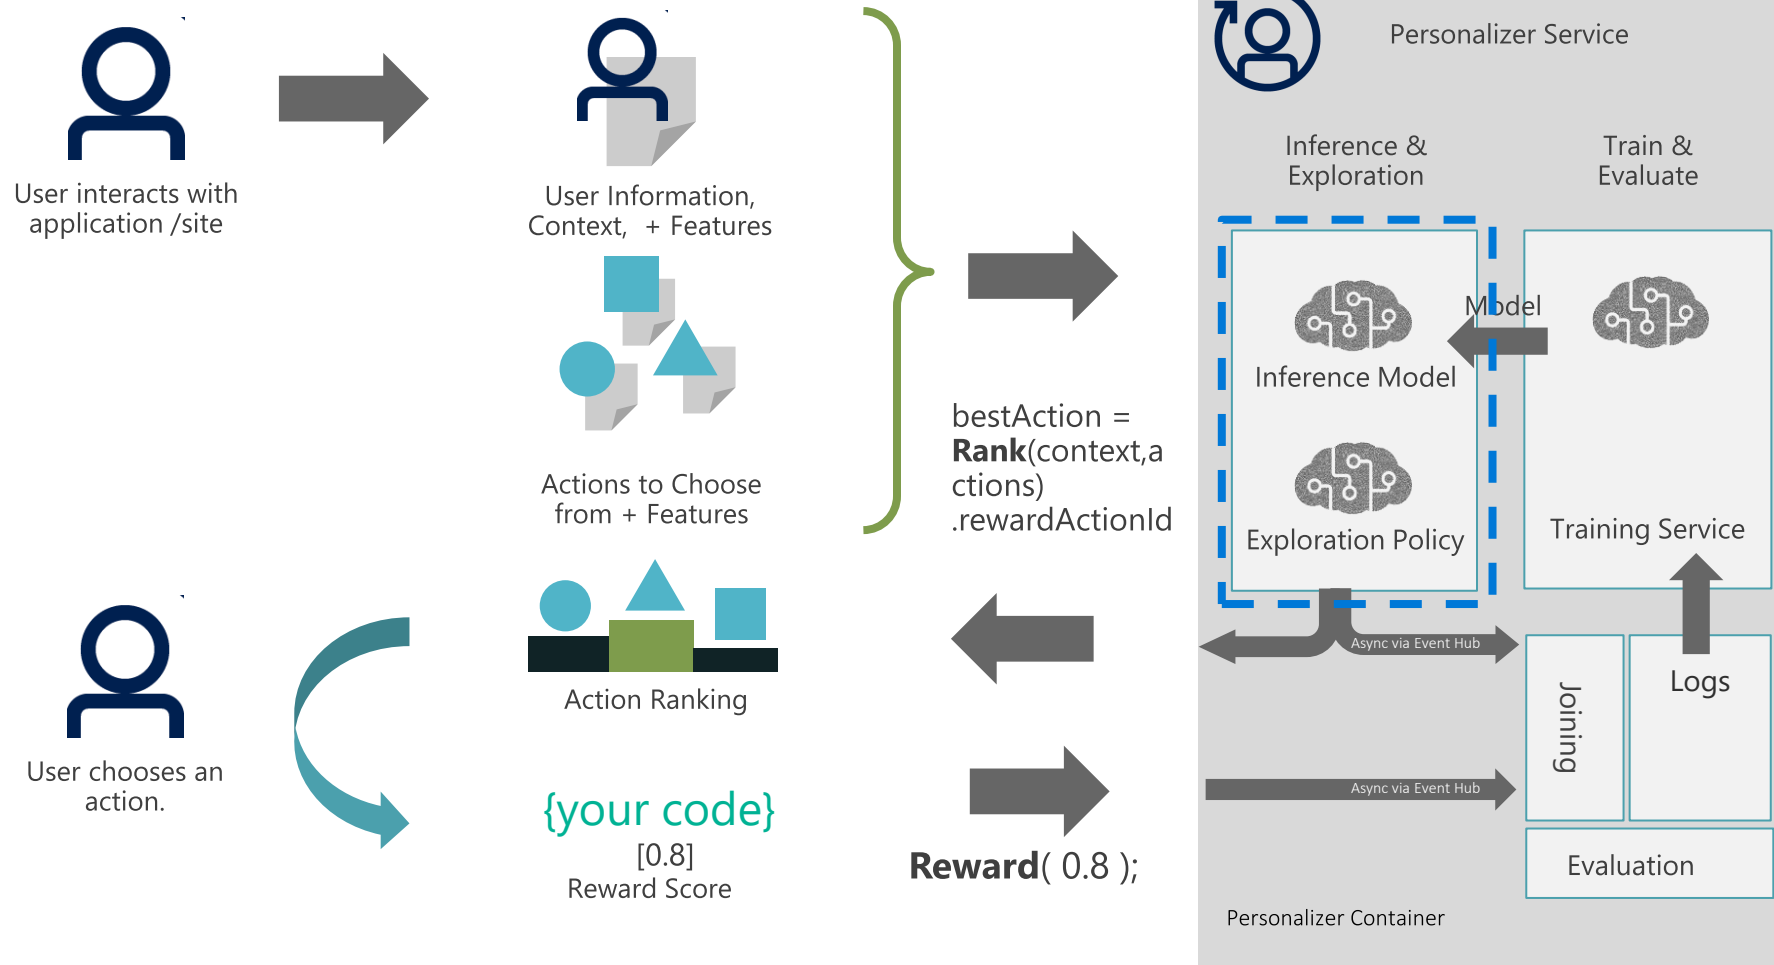 User interacts with
application /site
User Information,
Context,  + Features
Actions to Choose
from + Features
bestAction =
Rank(context,a
ctions)
.rewardActionId
Action Ranking
User chooses an
action.
{your code}
[0.8]
Reward Score
Reward( 0.8 );
Personalizer Service
Inference &
Exploration
Train &
Evaluate
Model
Inference Model
Exploration Policy
Training Service
Async via Event Hub
Joining
Logs
Async via Event Hub
Evaluation
Personalizer Container